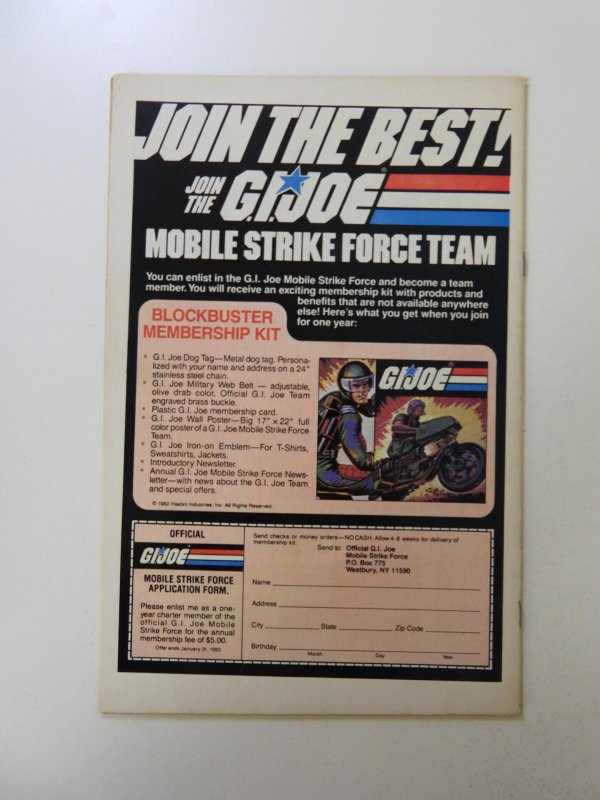 JOIN THE BEST!
JOIN
THE
G.I. JOE
®
MOBILE STRIKE FORCE TEAM
You can enlist in the G.I. Joe Mobile Strike Force and become a team
member. You will receive an exciting membership kit with products and
benefits that are not available anywhere
else! Here's what you get when you join
for one year:
BLOCKBUSTER
MEMBERSHIP KIT
• G.I. Joe Dog Tag—Metal dog tag. Persona-
lized with your name and address on a 24"
stainless steel chain.
• G.I. Joe Military Web Belt — adjustable,
olive drab color, Official G.I. Joe Team
engraved brass buckle.
• Plastic G.I. Joe membership card.
• G.I. Joe Wall Poster—Big 17" x 22" full
color poster of a G.I. Joe Mobile Strike Force
Team.
• G.I. Joe Iron-on Emblem—For T-Shirts,
Sweatshirts, Jackets.
• Introductory Newsletter.
• Annual G.I. Joe Mobile Strike Force News-
letter—with news about the G.I. Joe Team
and special offers.
© 1982 Hasbro Industries, Inc. All Rights Reserved.
G.I. JOE
OFFICIAL
G.I. JOE
MOBILE STRIKE FORCE
APPLICATION FORM.
Please enlist me as a one-
year charter member of the
official G.I. Joe Mobile
Strike Force for the annual
membership fee of $5.00.
Offer ends January 31, 1983
Send checks or money orders—NO CASH. Allow 4-8 weeks for delivery of
membership kit.
Send to: Official G.I. Joe
Mobile Strike Force
P.O. Box 775
Westbury, NY 11590
Name
Address
City State Zip Code
Birthday
Month Day Year